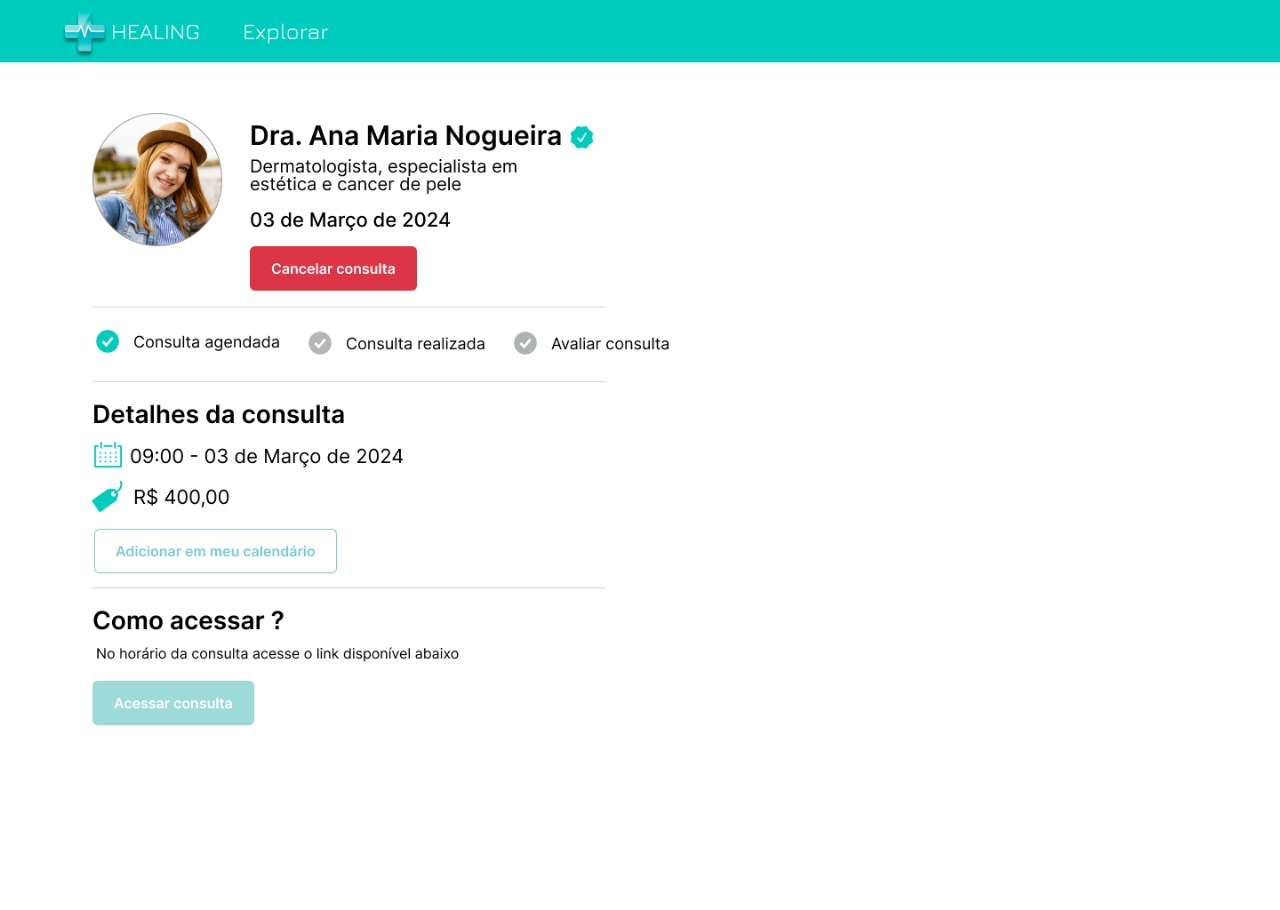 HEALING
Explorar
Dra. Ana Maria Nogueira
Dermatologista, especialista em
estética e cancer de pele
03 de Março de 2024
Cancelar consulta
Consulta agendada
Consulta realizada
Avaliar consulta
Detalhes da consulta
09:00 - 03 de Março de 2024
R$ 400,00
Adicionar em meu calendário
Como acessar ?
No horário da consulta acesse o link disponível abaixo
Acessar consulta